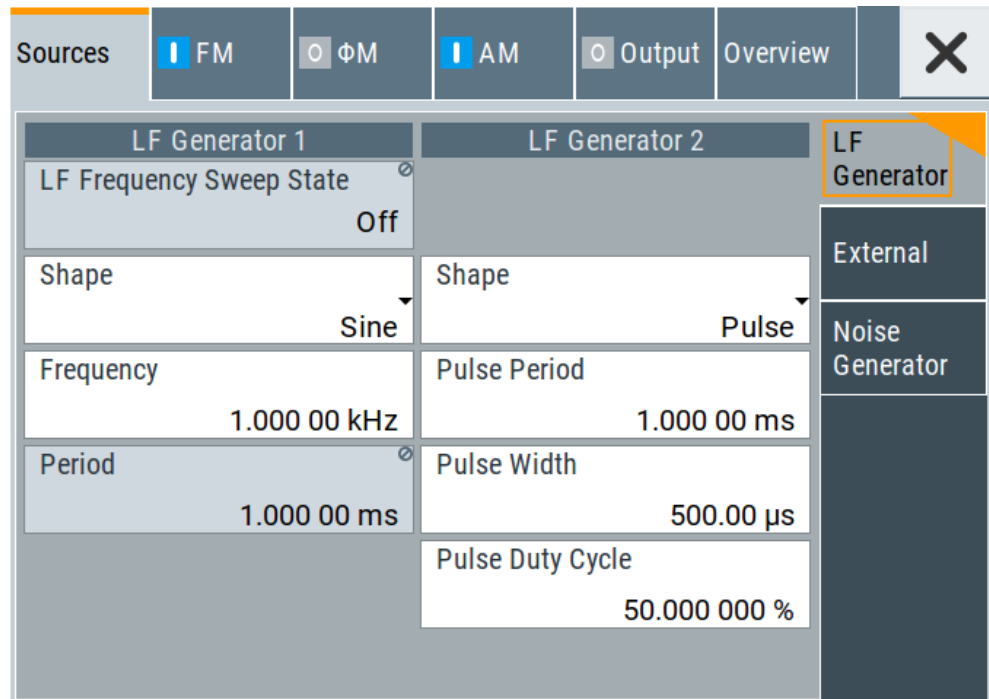 Sources
FM
ΦM
AM
Output
Overview
LF Generator 1
LF Frequency Sweep State
Off
Shape
Sine
Frequency
1.000 00 kHz
Period
1.000 00 ms
LF Generator 2
Shape
Pulse
Pulse Period
1.000 00 ms
Pulse Width
500.00 µs
Pulse Duty Cycle
50.000 000 %
LF
Generator
External
Noise
Generator